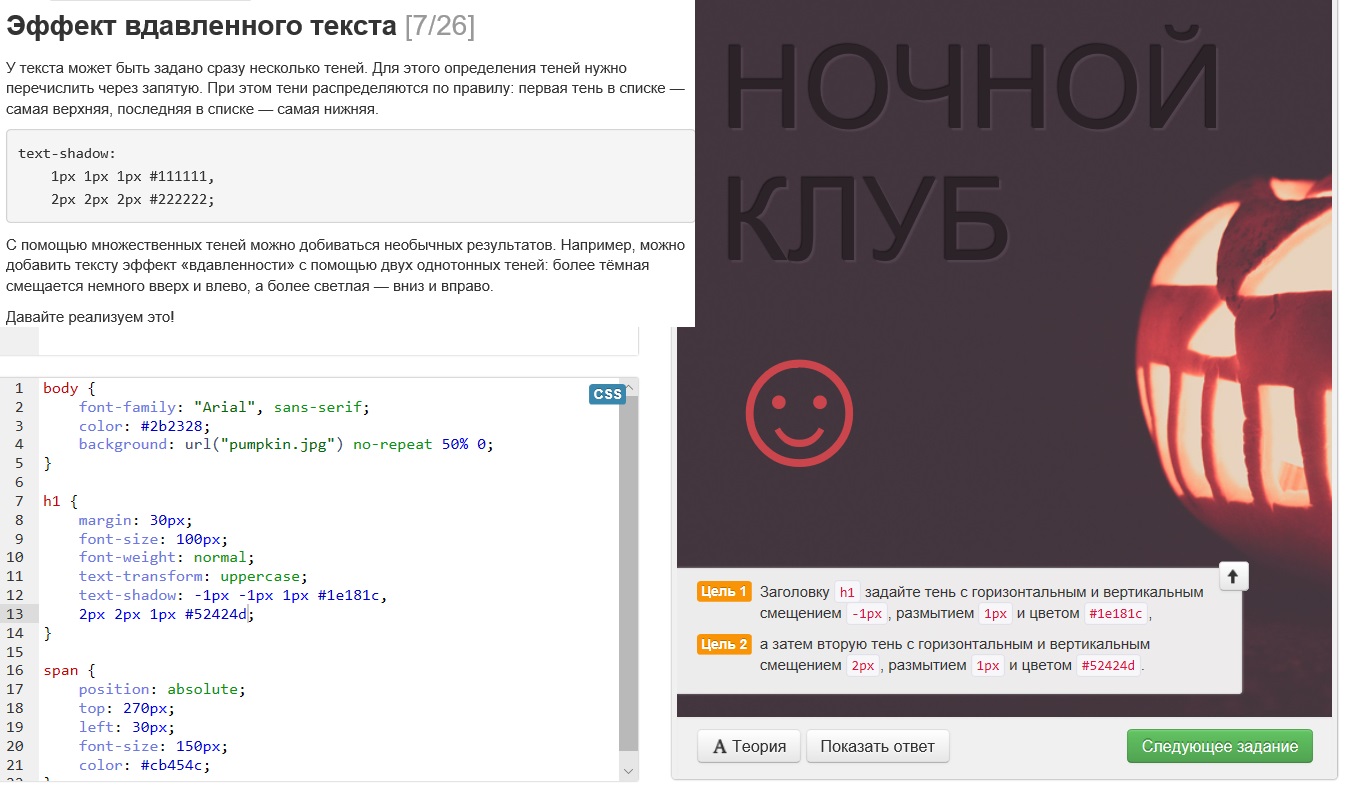 Эффект вдавленного текста [7/26]
У текста может быть задано сразу несколько теней. Для этого определения теней нужно
перечислить через запятую. При этом тени распределяются по правилу: первая тень в списке —
самая верхняя, последняя в списке — самая нижняя.
text-shadow:
1px 1px 1px #111111,
2px 2px 2px #222222;
С помощью множественных теней можно добиваться необычных результатов. Например, можно
добавить тексту эффект «вдавленности» с помощью двух однотонных теней: более тёмная
смещается немного вверх и влево, а более светлая — вниз и вправо.
Давайте реализуем это!
CSS
1 body {
2 font-family: "Arial", sans-serif;
3 color: #2b2328;
4 background: url("pumpkin.jpg") no-repeat 50% 0;
5 }
6
7 h1 {
8 margin: 30px;
9 font-size: 100px;
10 font-weight: normal;
11 text-transform: uppercase;
12 text-shadow: -1px -1px 1px #1e181c,
13 2px 2px 1px #52424d;
14 }
15
16 span {
17 position: absolute;
18 top: 270px;
19 left: 30px;
20 font-size: 150px;
21 color: #cb454c;
НОЧНОЙ
КЛУБ
Цель 1 Заголовку h1 задайте тень с горизонтальным и вертикальным
смещением -1px, размытием 1px и цветом #1e181c,
Цель 2 а затем вторую тень с горизонтальным и вертикальным
смещением 2px, размытием 1px и цветом #52424d.
А Теория
Показать ответ
Следующее задание